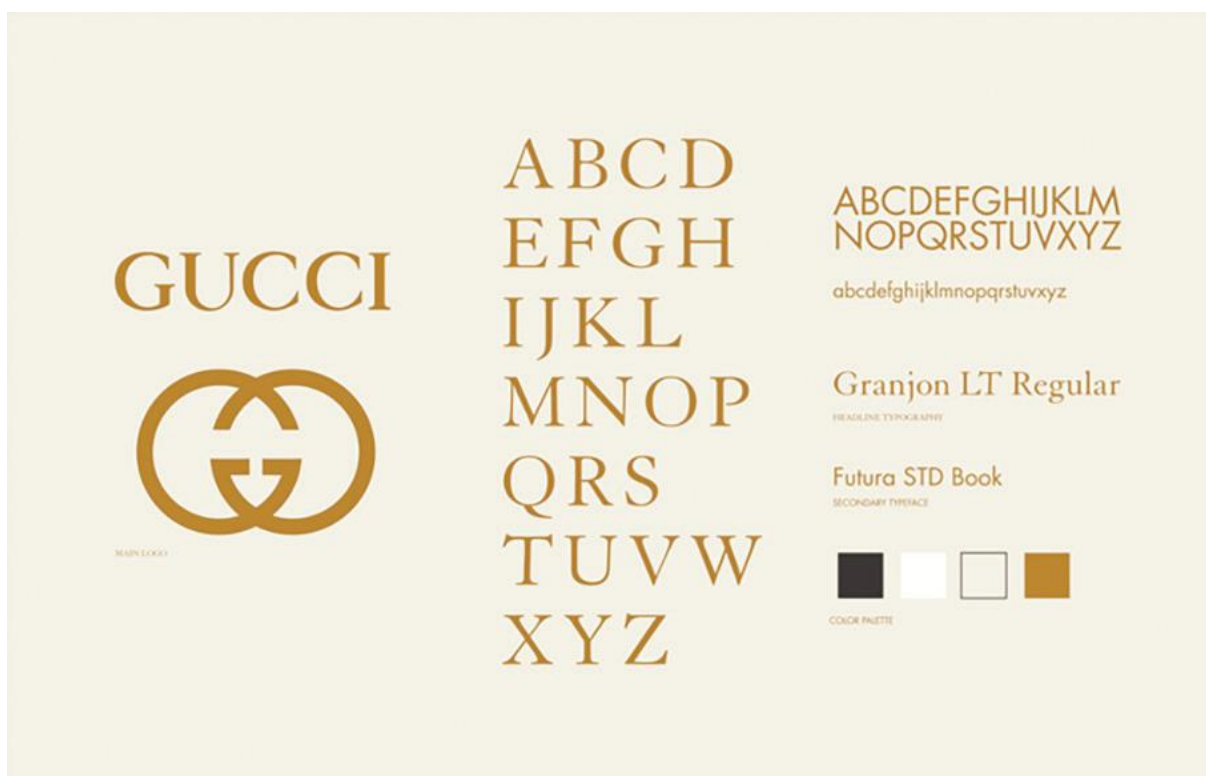 GUCCI
MAIN LOGO
ABCD
EFGH
IJKL
MNOP
QRS
TUVW
XYZ
ABCDEFGHIJKLM
NOPQRSTUVXYZ
abcdefghijklmnopqrstuvxyz
Granjon LT Regular
HEADLINE TYPOGRAPHY
Futura STD Book
SECONDARY TYPEFACE
COLOR PALETTE